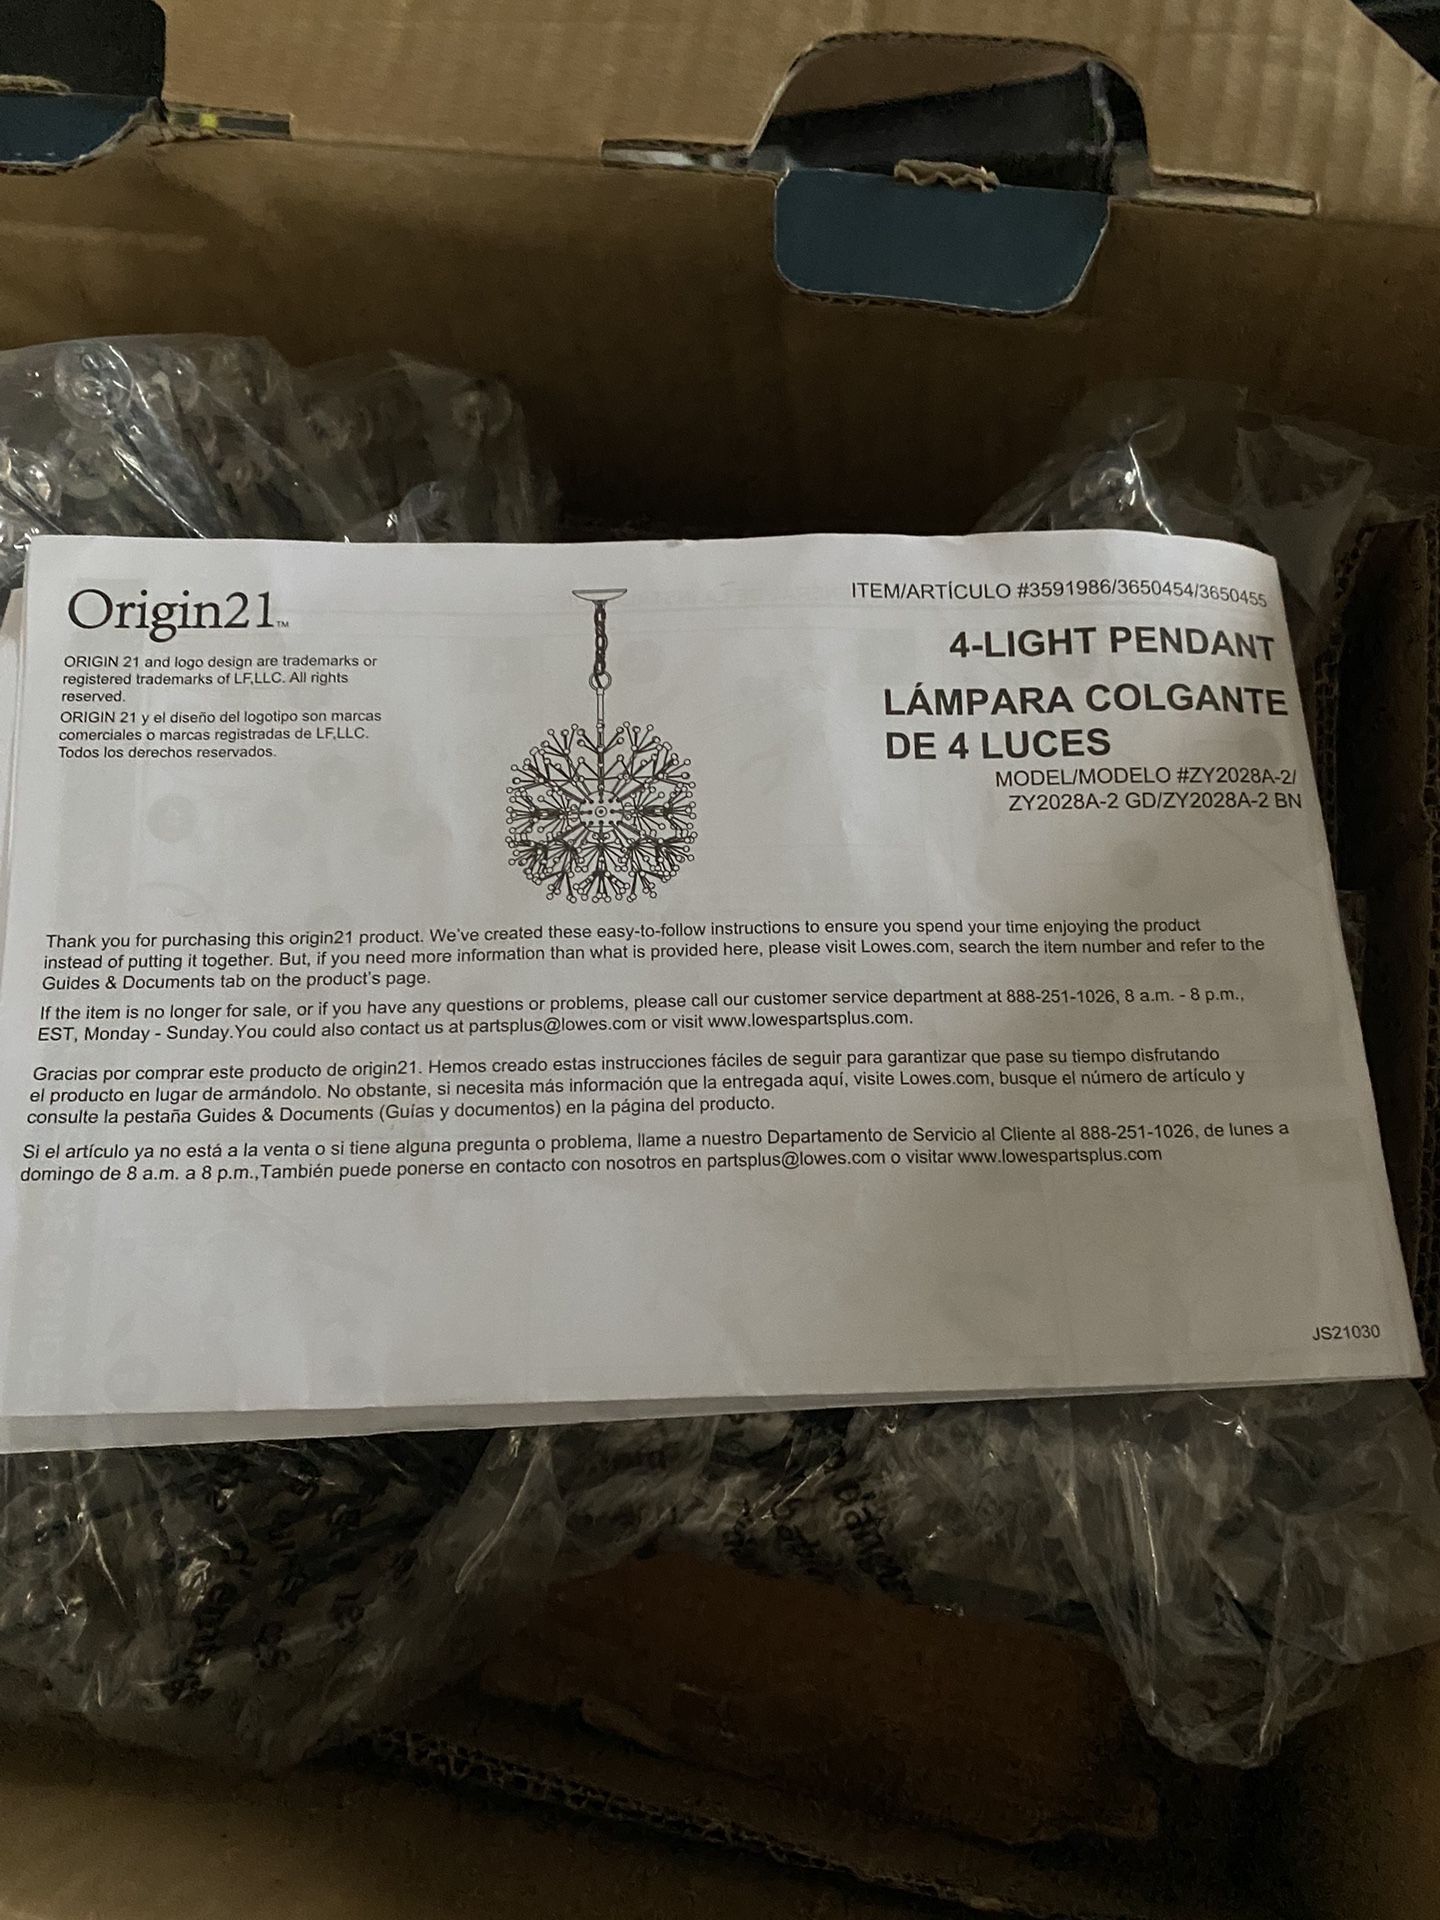 Origin21™
ORIGIN 21 and logo design are trademarks or
registered trademarks of LF,LLC. All rights
reserved.
ORIGIN 21 y el diseño del logotipo son marcas
comerciales o marcas registradas de LF,LLC.
Todos los derechos reservados.
ITEM/ARTÍCULO #3591986/3650454/3650455
4-LIGHT PENDANT
LÁMPARA COLGANTE
DE 4 LUCES
MODEL/MODELO #ZY2028A-2/
ZY2028A-2 GD/ZY2028A-2 BN
Thank you for purchasing this origin21 product. We've created these easy-to-follow instructions to ensure you spend your time enjoying the product
instead of putting it together. But, if you need more information than what is provided here, please visit Lowes.com, search the item number and refer to the
Guides & Documents tab on the product's page.
If the item is no longer for sale, or if you have any questions or problems, please call our customer service department at 888-251-1026, 8 a.m. - 8 p.m.,
EST, Monday - Sunday.You could also contact us at partsplus@lowes.com or visit www.lowespartsplus.com.
Gracias por comprar este producto de origin21. Hemos creado estas instrucciones fáciles de seguir para garantizar que pase su tiempo disfrutando
el producto en lugar de armándolo. No obstante, si necesita más información que la entregada aquí, visite Lowes.com, busque el número de artículo y
consulte la pestaña Guides & Documents (Guías y documentos) en la página del producto.
Si el artículo ya no está a la venta o si tiene alguna pregunta o problema, llame a nuestro Departamento de Servicio al Cliente al 888-251-1026, de lunes a
domingo de 8 a.m. a 8 p.m.,También puede ponerse en contacto con nosotros en partsplus@lowes.com o visitar www.lowespartsplus.com
JS21030